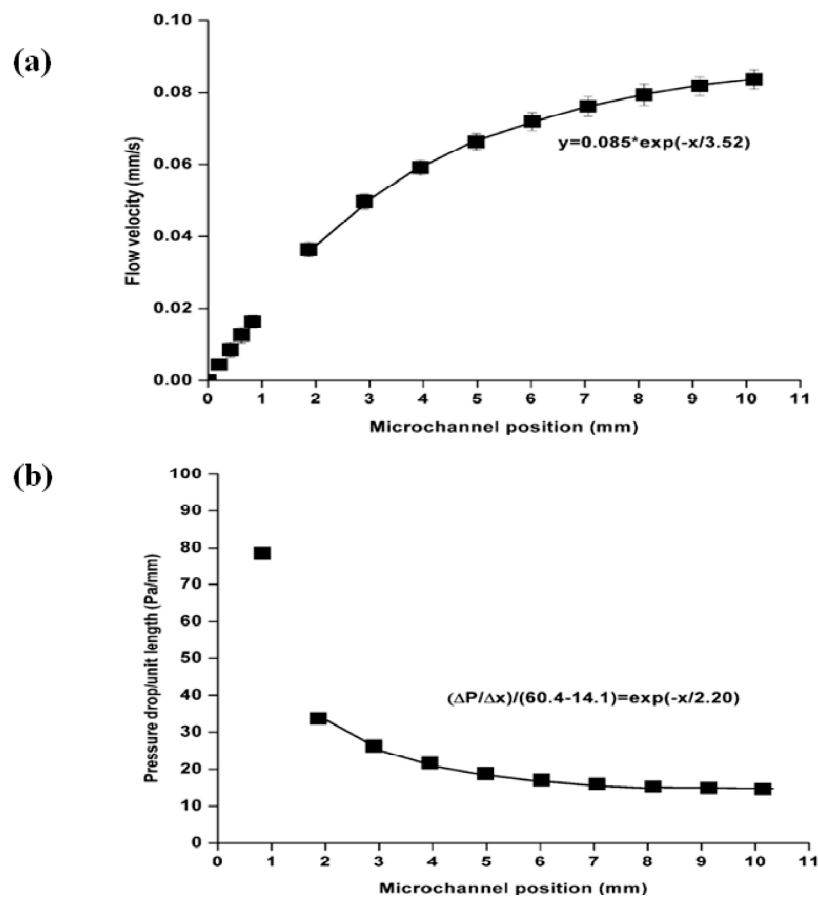 (a)
0.10
0.08
0.06
0.04
0.02
0.00
Flow velocity (mm/s)
y=0.085*exp(-x/3.52)
0 1 2 3 4 5 6 7 8 9 10 11
Microchannel position (mm)
(b)
100
90
80
70
60
50
40
30
20
10
0
Pressure drop/unit length (Pa/mm)
(ΔP/Δx)/(60.4-14.1)=exp(-x/2.20)
0 1 2 3 4 5 6 7 8 9 10 11
Microchannel position (mm)